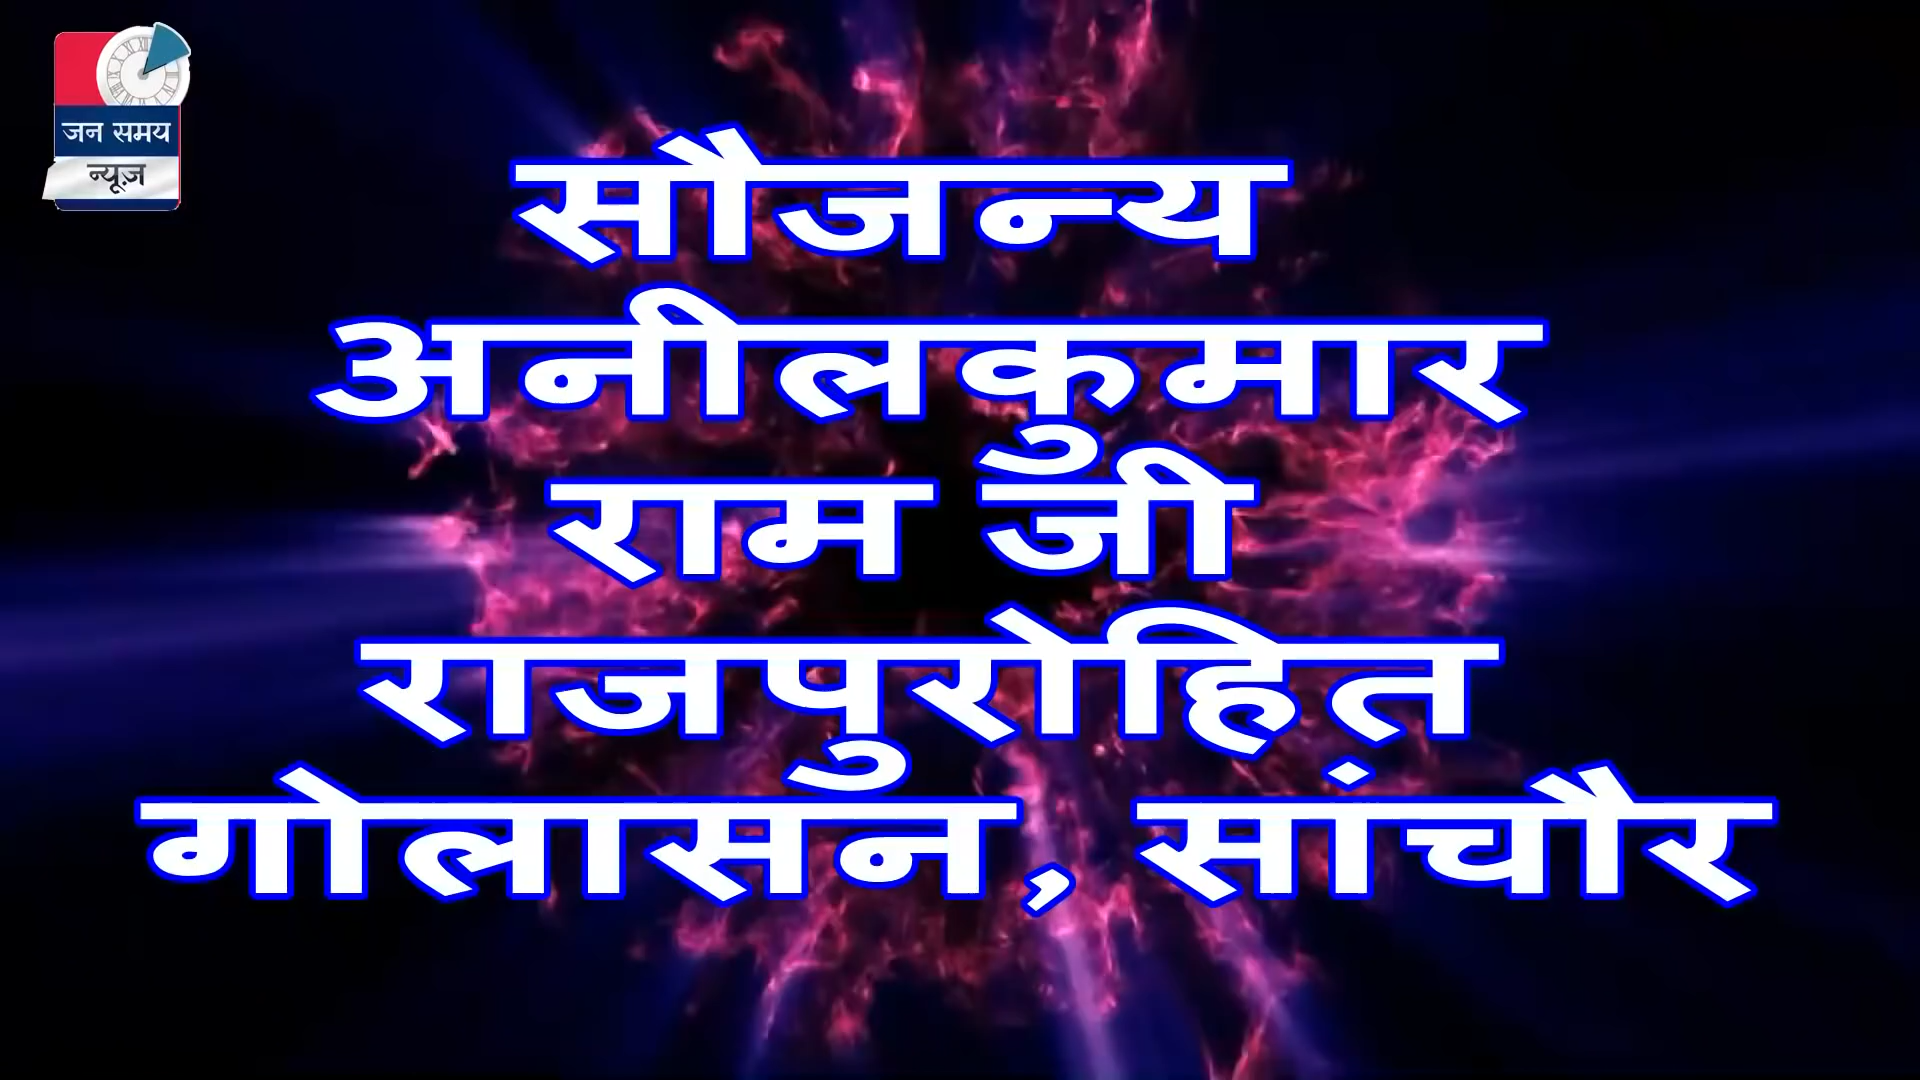 जन समय
न्यूज़
सौजन्य
अनीलकुमार
राम जी
राजपुरोहित
गोलासन, सांचौर